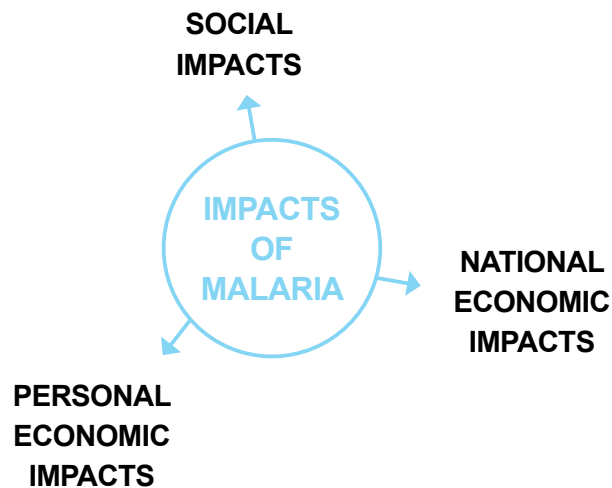 SOCIAL
IMPACTS
IMPACTS
OF
MALARIA
NATIONAL
ECONOMIC
IMPACTS
PERSONAL
ECONOMIC
IMPACTS